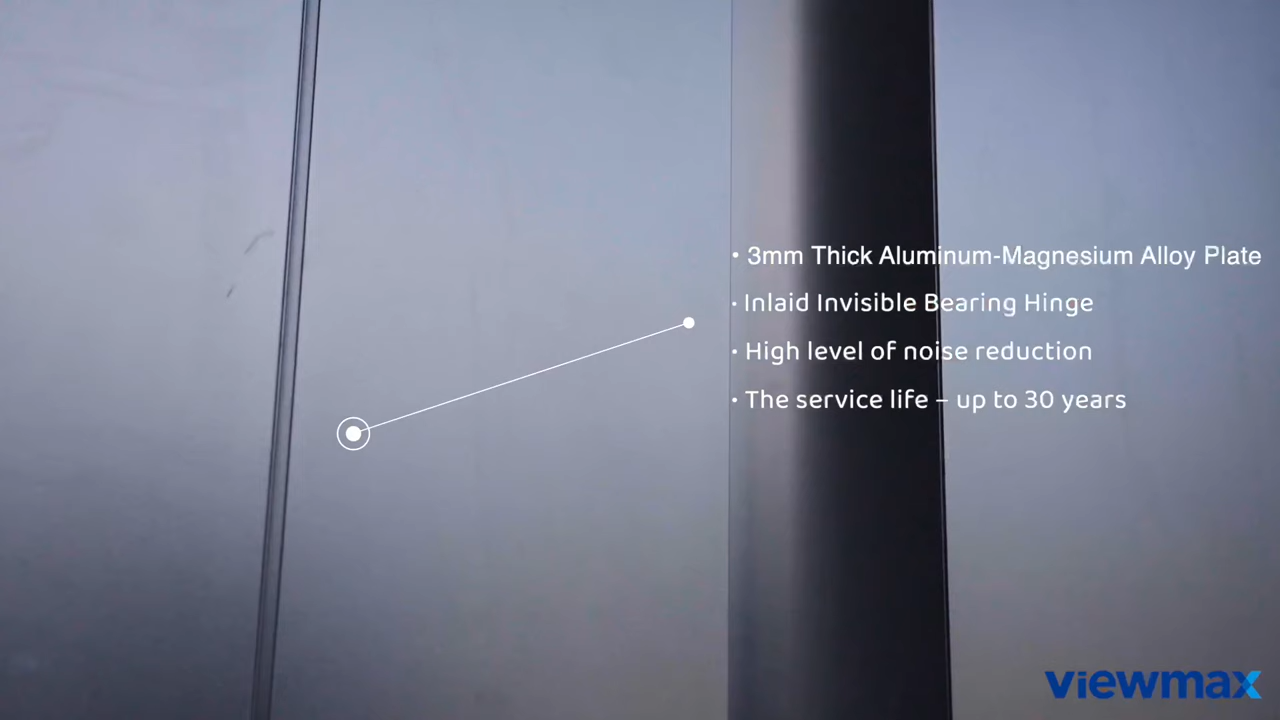 • 3mm Thick Aluminum-Magnesium Alloy Plate
• Inlaid Invisible Bearing Hinge
• High level of noise reduction
• The service life – up to 30 years
viewmax